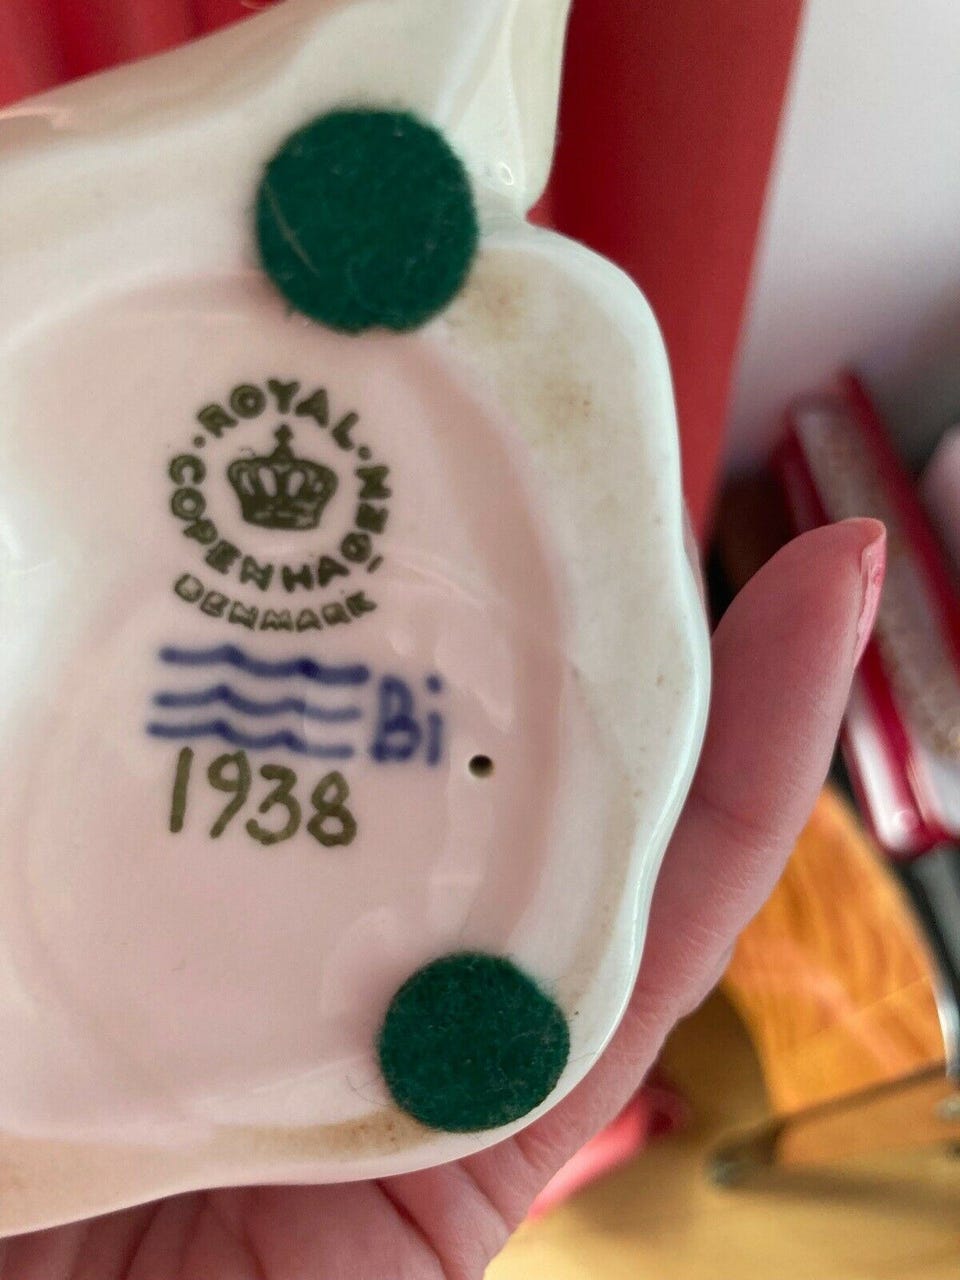 ROYAL
COPENHAGEN
DENMARK
Bi
1938